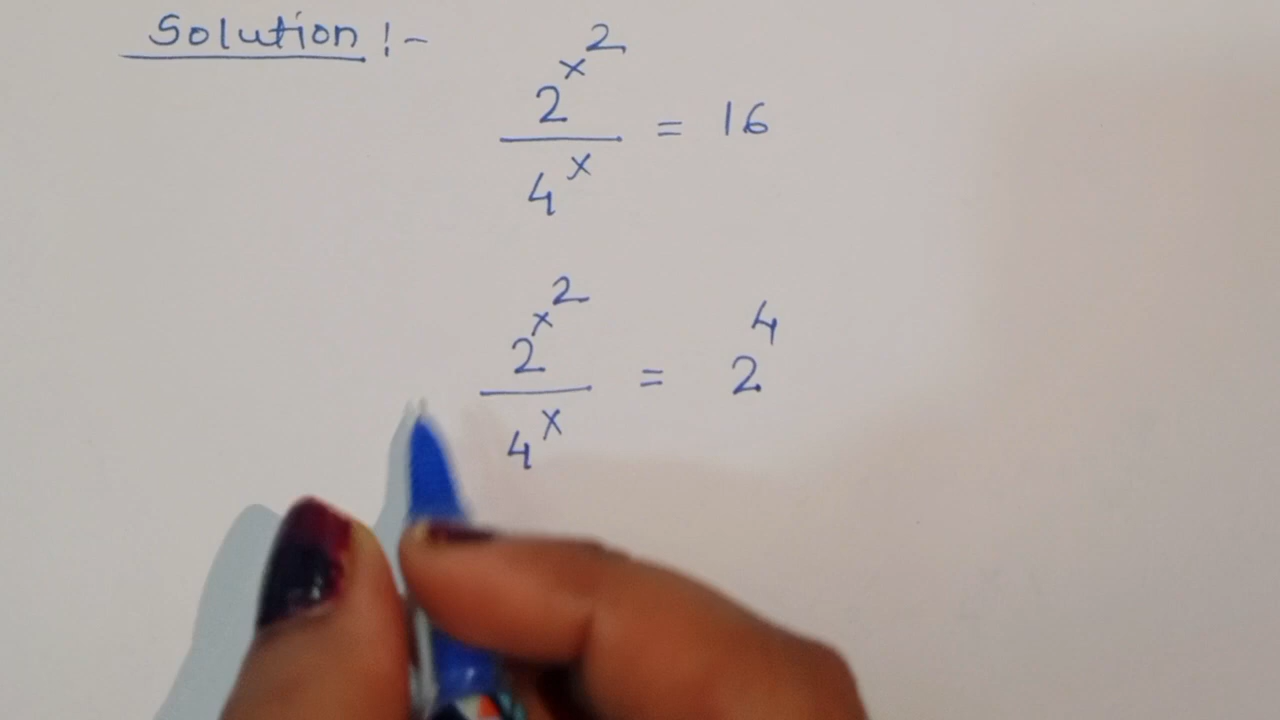 Solution :-
2^x^2 / 4^x = 16
2^x^2 / 4^x = 2^4